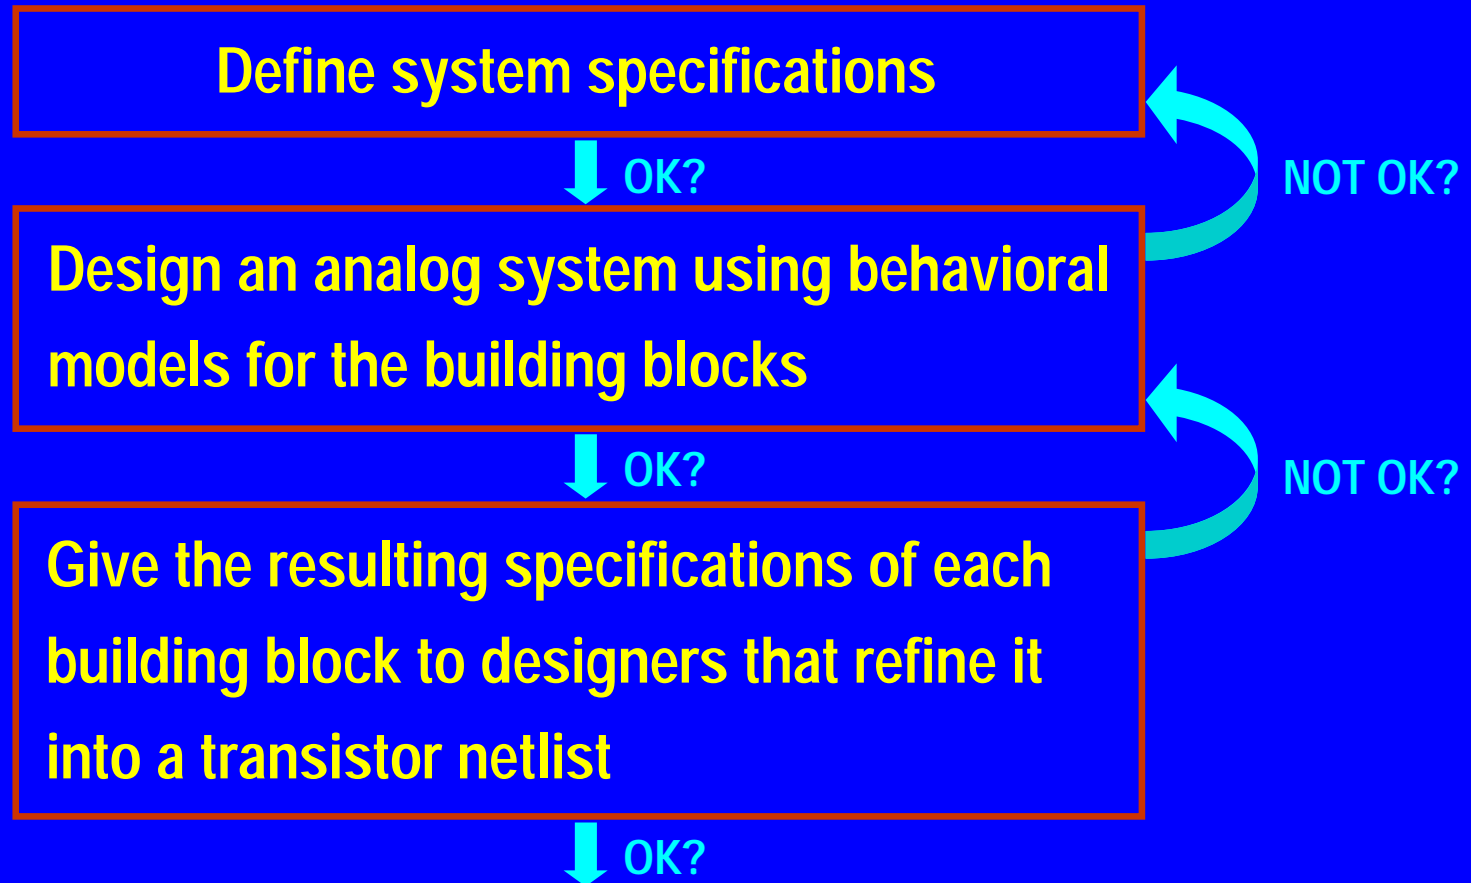 Define system specifications
OK?
NOT OK?
Design an analog system using behavioral
models for the building blocks
OK?
NOT OK?
Give the resulting specifications of each
building block to designers that refine it
into a transistor netlist
OK?